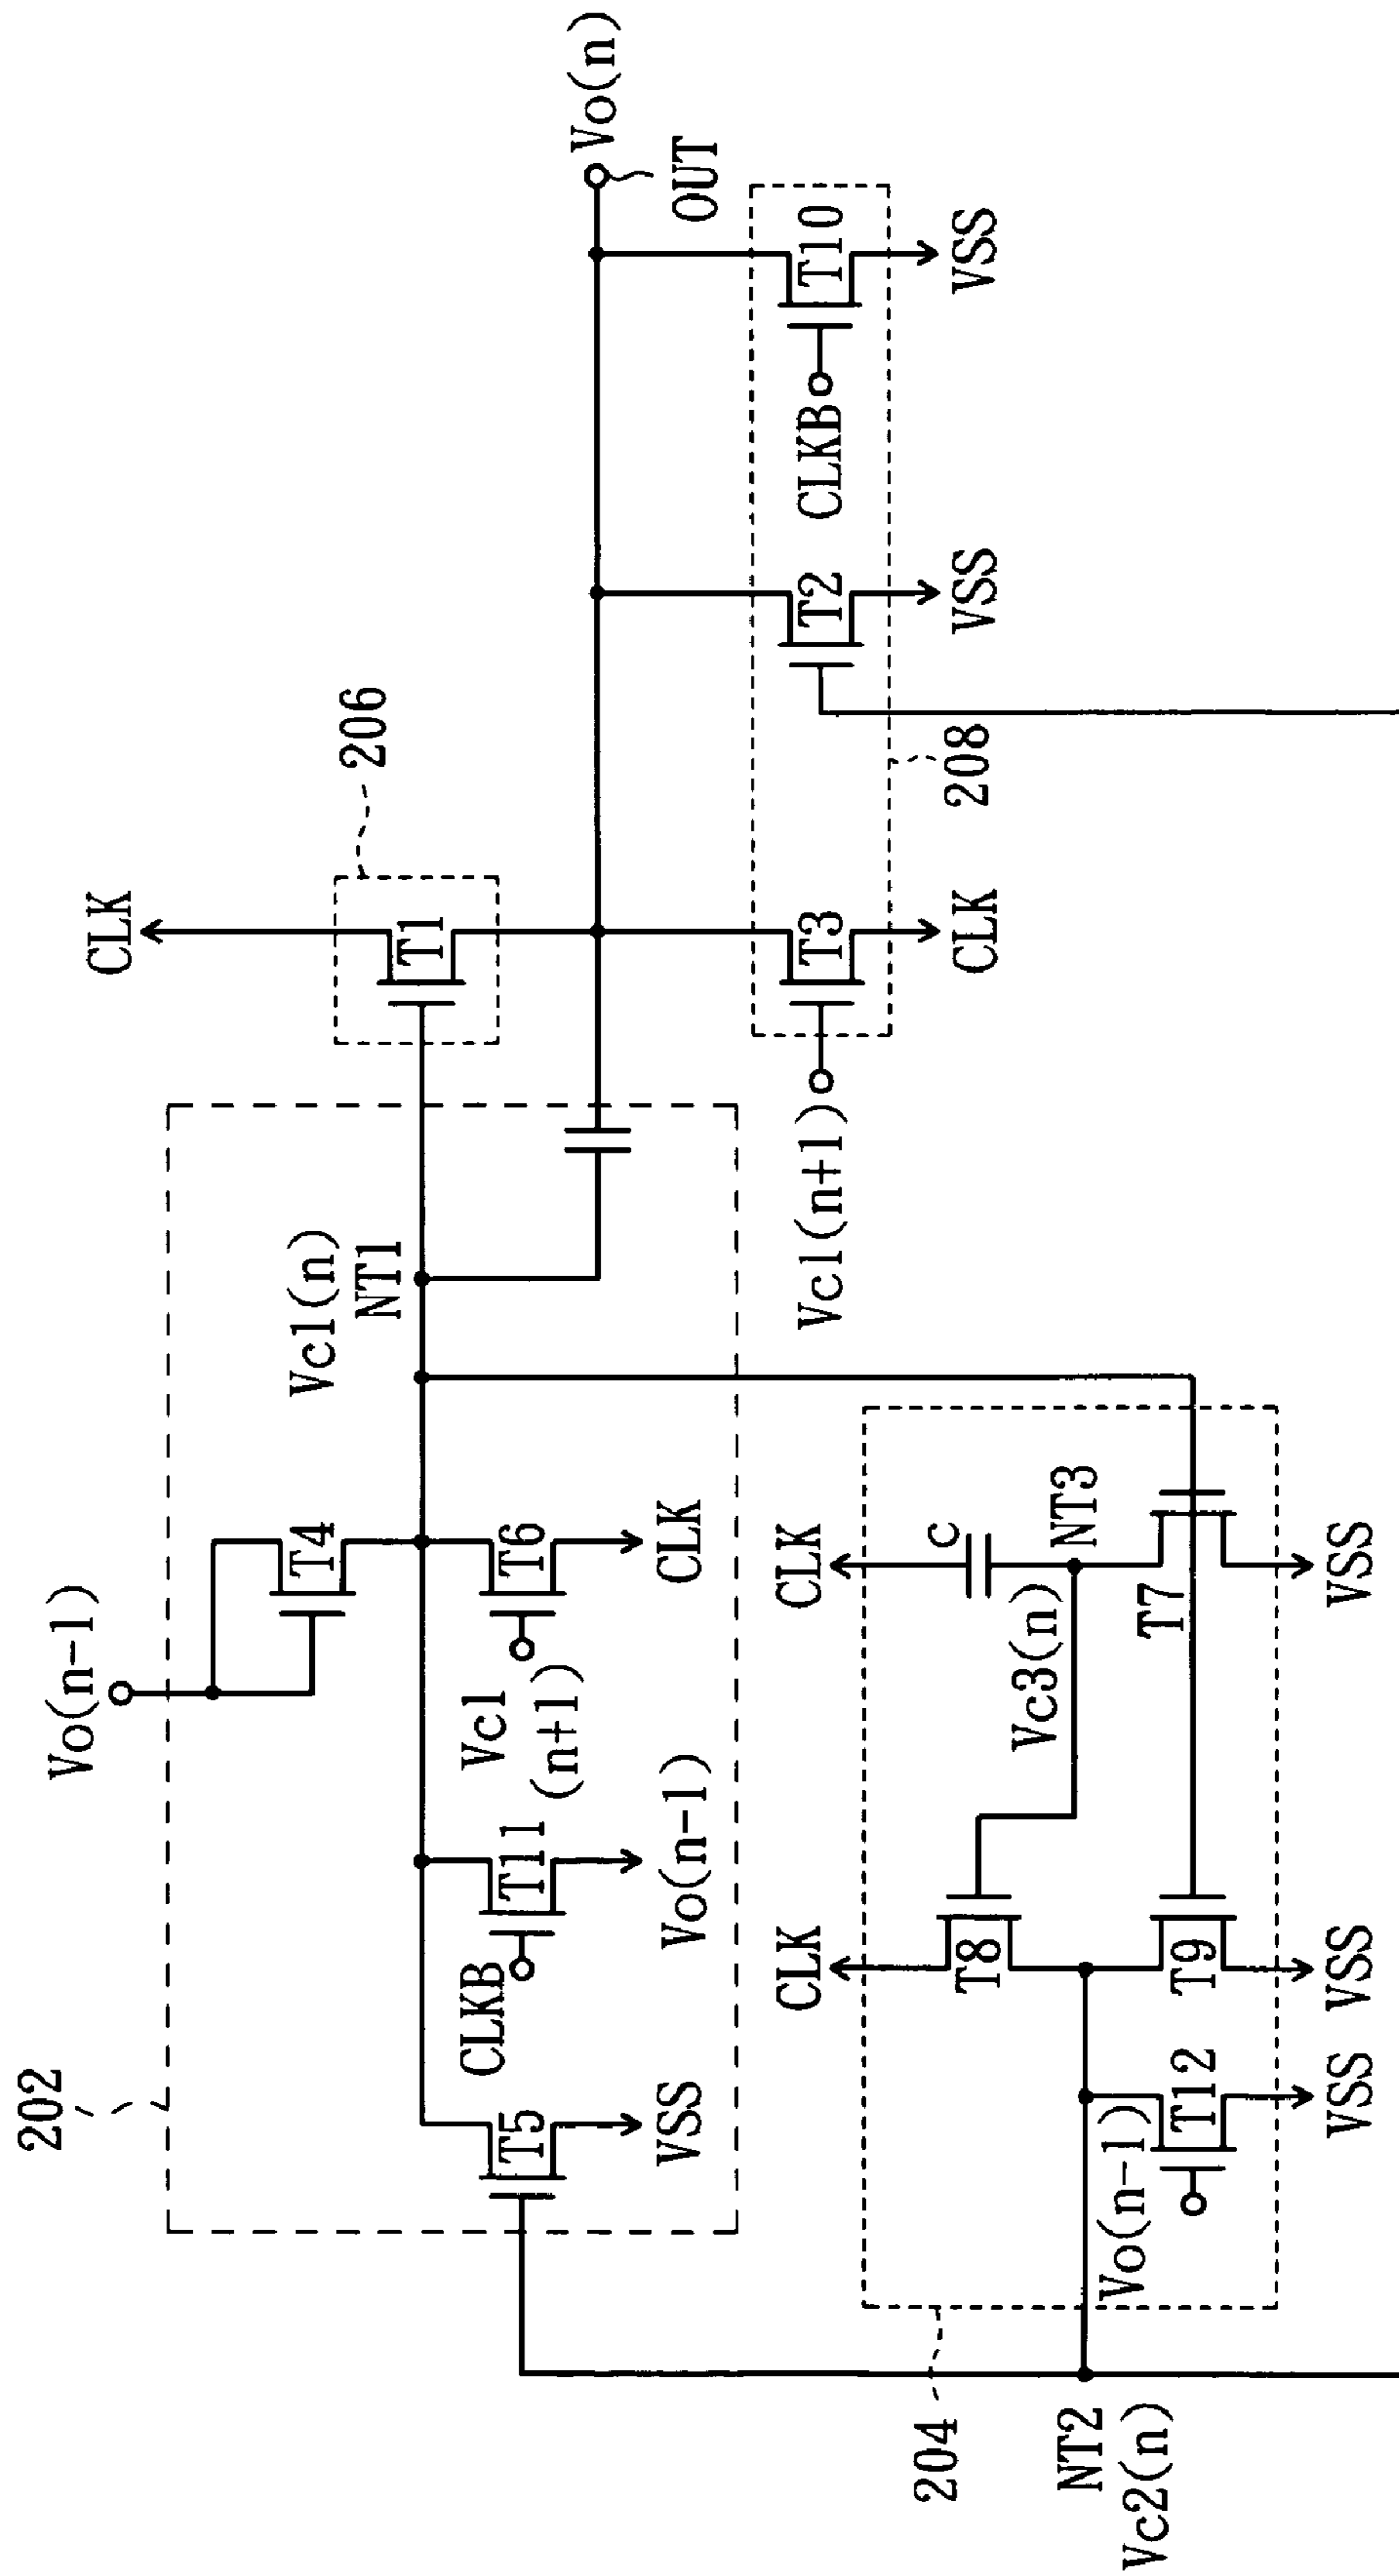 Vo(n-1)
CLK
202
206
T4
Vc1(n)
NT1
T1
T5
T11
T6
CLKB
Vc1
(n+1)
VSS
Vo(n-1)
CLK
Vo(n)
OUT
CLK
CLK
C
Vc3(n)
NT3
T8
Vc1(n+1)
T3
T2
CLKB
T10
204
208
CLK
VSS
VSS
NT2
Vc2(n)
Vo(n-1)
T12
T9
T7
VSS
VSS
VSS